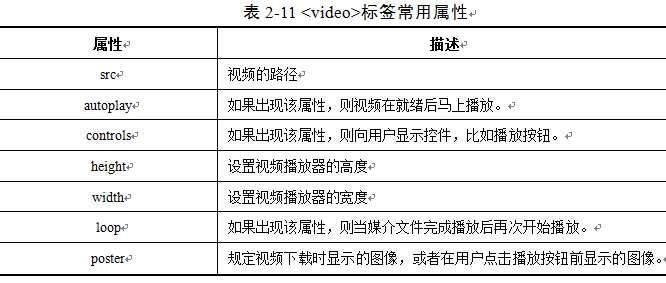 表 2-11 <video>标签常用属性
属性 描述
src 视频的路径
autoplay 如果出现该属性，则视频在就绪后马上播放。
controls 如果出现该属性，则向用户显示控件，比如播放按钮。
height 设置视频播放器的高度
width 设置视频播放器的宽度
loop 如果出现该属性，则当媒介文件完成播放后再次开始播放。
poster 规定视频下载时显示的图像，或者在用户点击播放按钮前显示的图像。